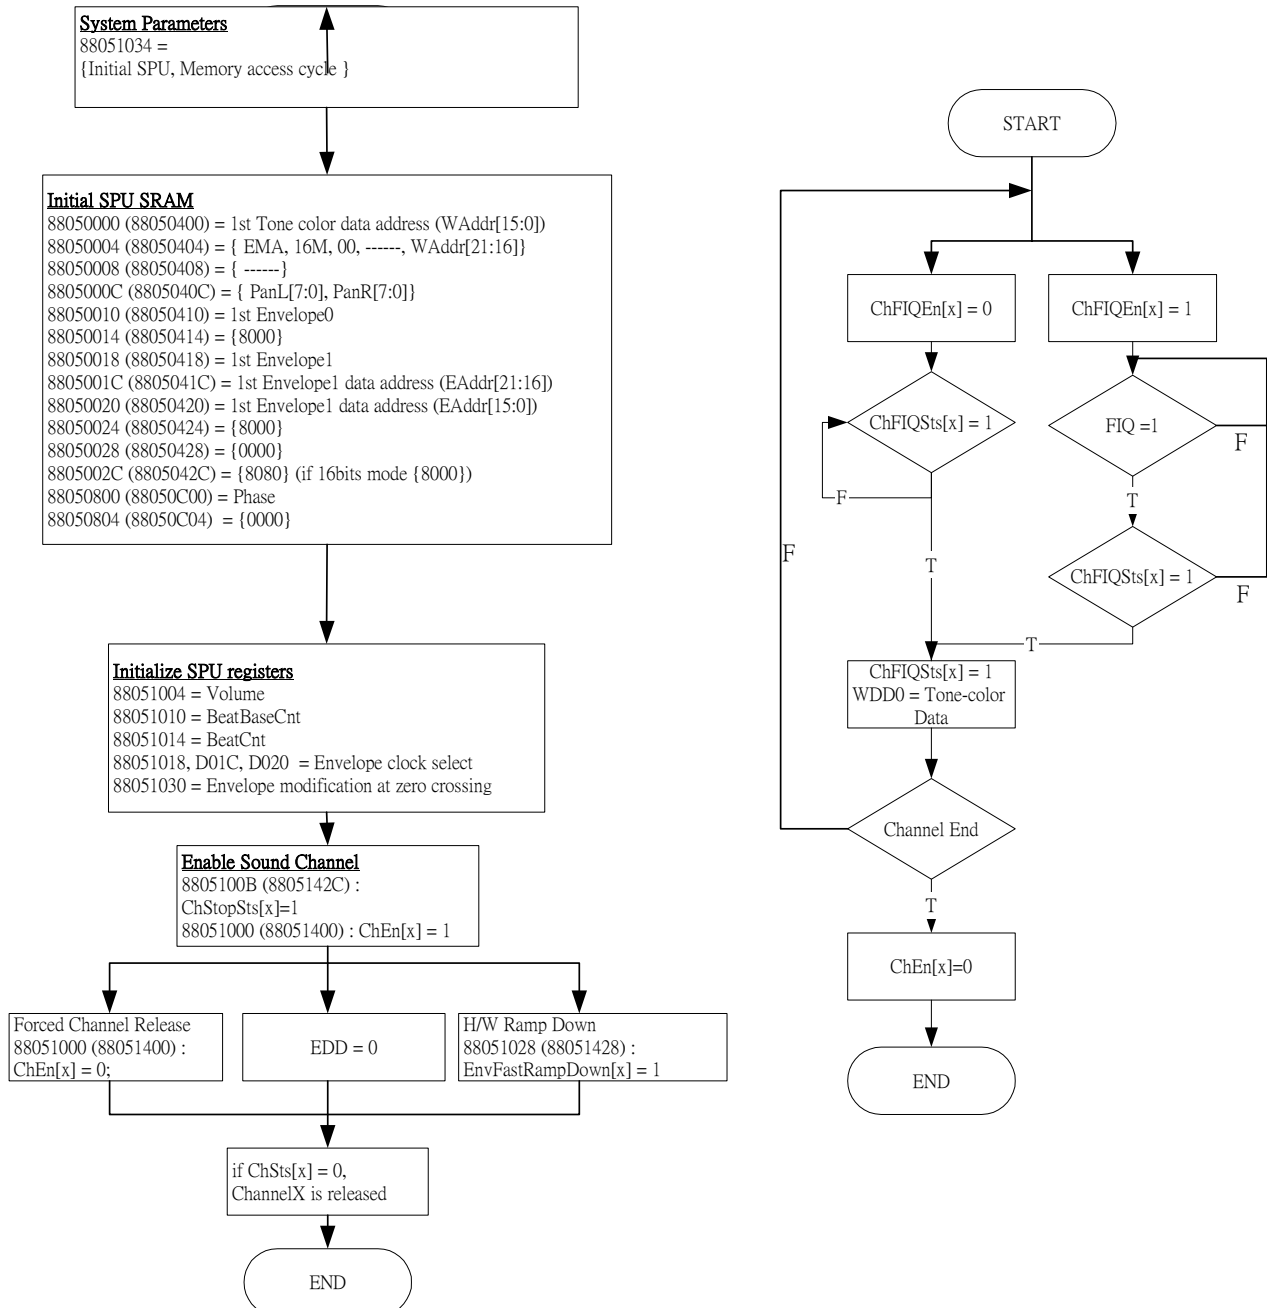 System Parameters
88051034 =
{Initial SPU, Memory access cycle }
Initial SPU SRAM
88050000 (88050400) = 1st Tone color data address (WAddr[15:0])
88050004 (88050404) = { EMA, 16M, 00, ------, WAddr[21:16]}
88050008 (88050408) = { ------}
8805000C (8805040C) = { PanL[7:0], PanR[7:0]}
88050010 (88050410) = 1st Envelope0
88050014 (88050414) = {8000}
88050018 (88050418) = 1st Envelope1
8805001C (8805041C) = 1st Envelope1 data address (EAddr[21:16])
88050020 (88050420) = 1st Envelope1 data address (EAddr[15:0])
88050024 (88050424) = {8000}
88050028 (88050428) = {0000}
8805002C (8805042C) = {8080} (if 16bits mode {8000})
88050800 (88050C00) = Phase
88050804 (88050C04)  = {0000}
Initialize SPU registers
88051004 = Volume
88051010 = BeatBaseCnt
88051014 = BeatCnt
88051018, D01C, D020  = Envelope clock select
88051030 = Envelope modification at zero crossing
Enable Sound Channel
8805100B (8805142C) :
ChStopSts[x]=1
88051000 (88051400) : ChEn[x] = 1
Forced Channel Release
88051000 (88051400) :
ChEn[x] = 0;
EDD = 0
H/W Ramp Down
88051028 (88051428) :
EnvFastRampDown[x] = 1
if ChSts[x] = 0,
ChannelX is released
END
START
ChFIQEn[x] = 0
ChFIQEn[x] = 1
ChFIQSts[x] = 1
F
T
FIQ =1
F
T
ChFIQSts[x] = 1
F
T
ChFIQSts[x] = 1
WDD0 = Tone-color
Data
Channel End
F
T
ChEn[x]=0
END